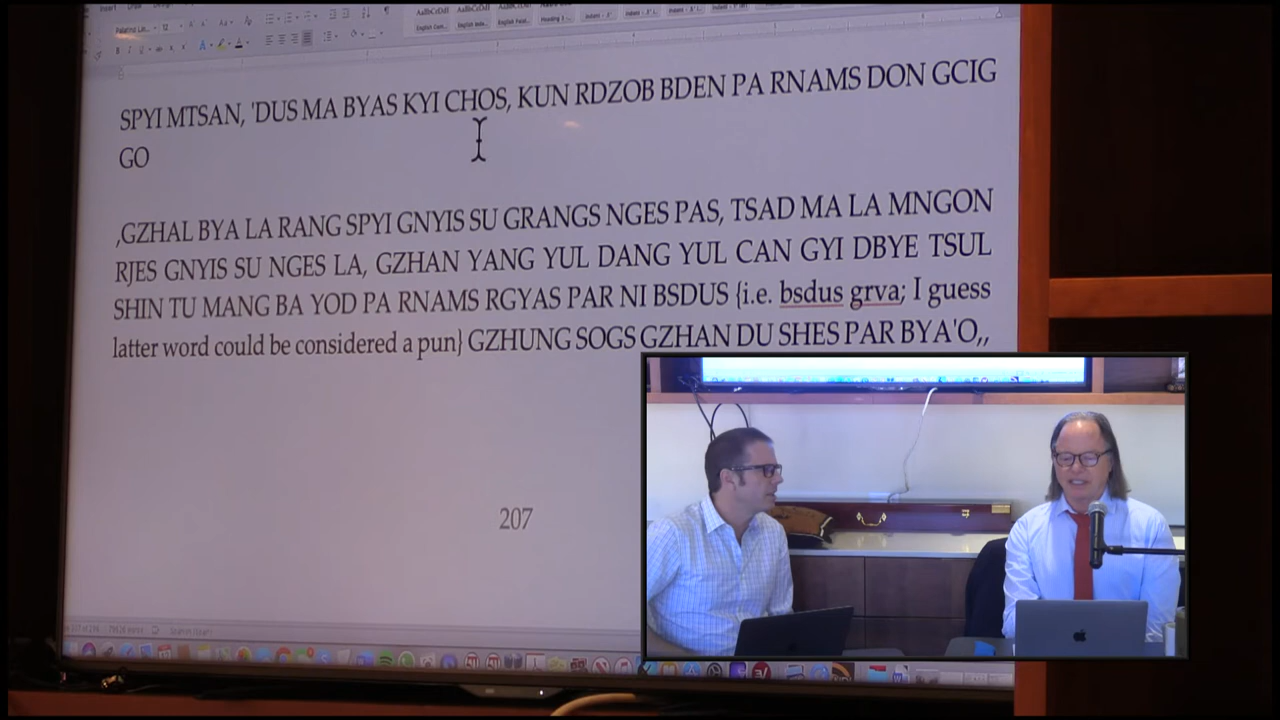 AaBbCcDdI
SPYI MTSAN, 'DUS MA BYAS KYI CHOS, KUN RDZOB BDEN PA RNAMS DON GCIG
GO
,GZHAL BYA LA RANG SPYI GNYIS SU GRANGS NGES PAS, TSAD MA LA MNGON
RJES GNYIS SU NGES LA, GZHAN YANG YUL DANG YUL CAN GYI DBYE TSUL
SHIN TU MANG BA YOD PA RNAMS RGYAS PAR NI BSDUS {i.e. bsdus grva; I guess
latter word could be considered a pun} GZHUNG SOGS GZHAN DU SHES PAR BYA'O,,
207